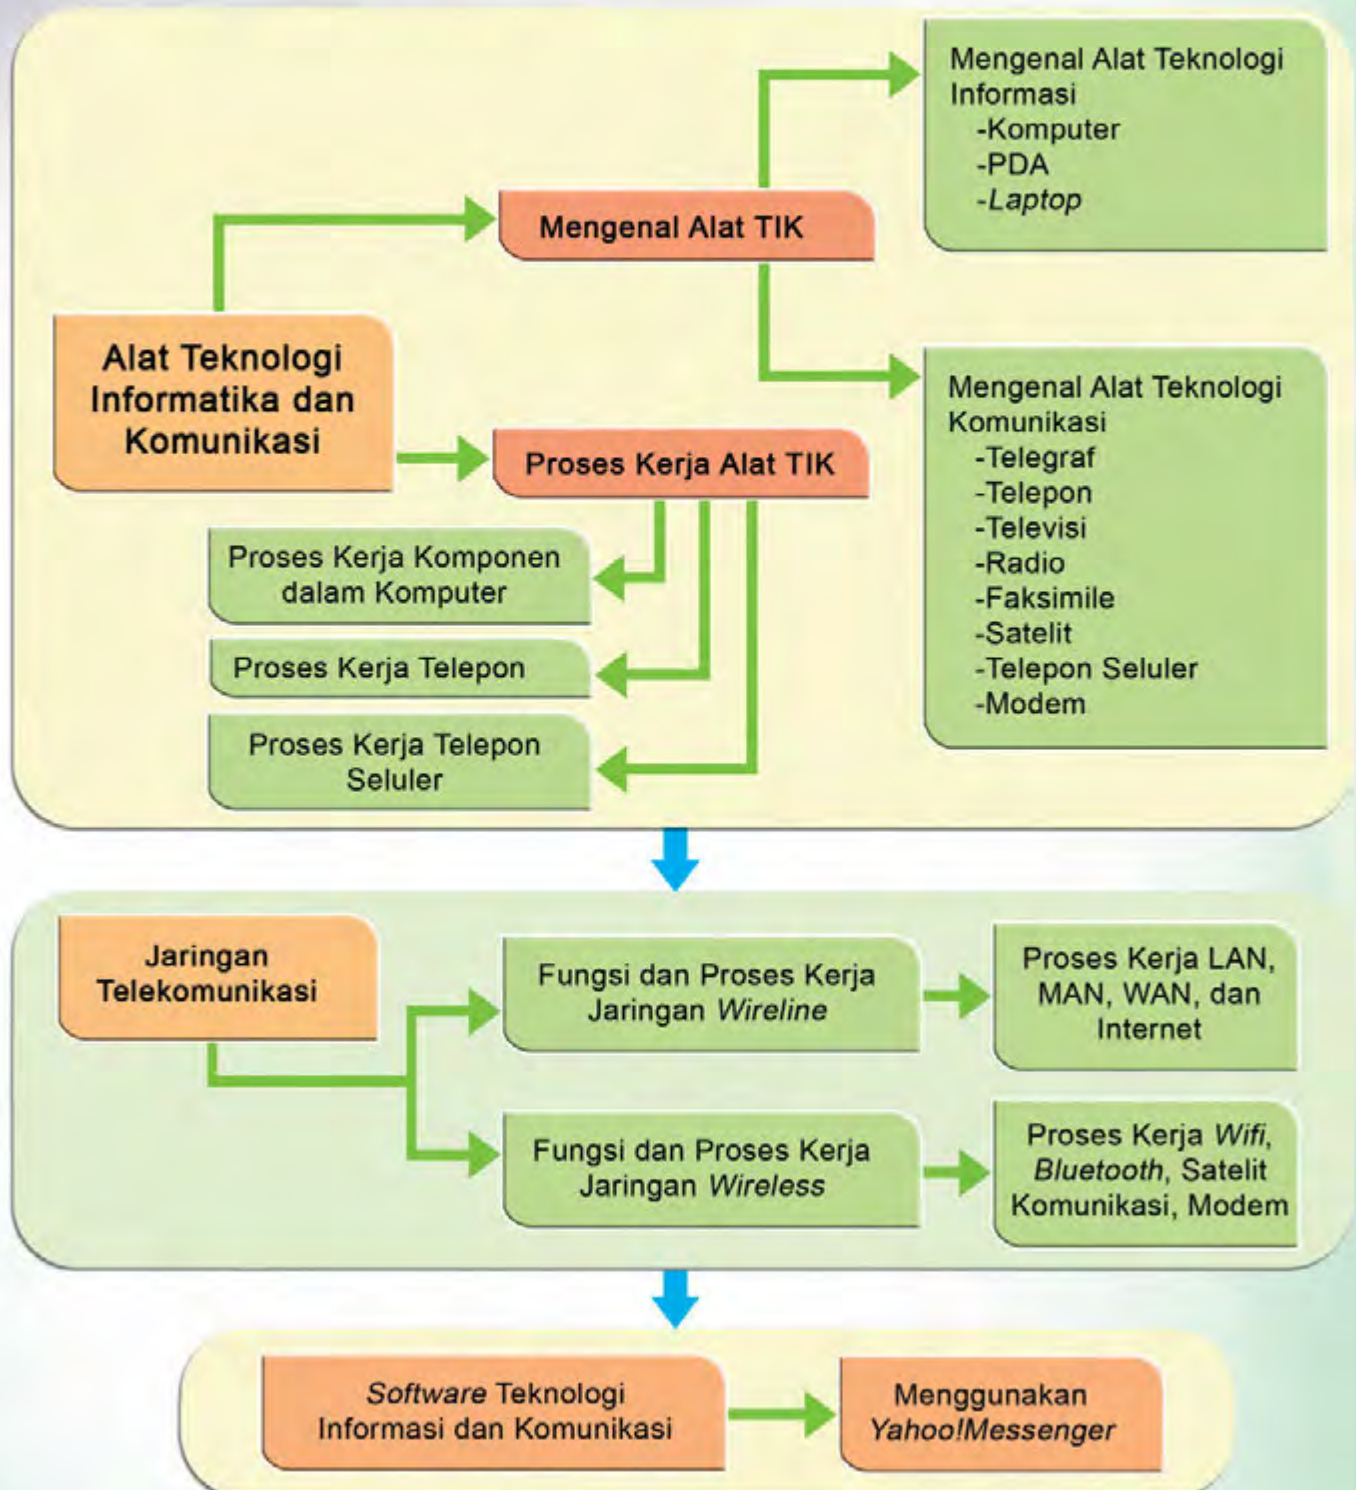 Mengenal Alat Teknologi
Informasi
-Komputer
-PDA
-Laptop
Mengenal Alat TIK
Alat Teknologi
Informatika dan
Komunikasi
Mengenal Alat Teknologi
Komunikasi
-Telegraf
-Telepon
-Televisi
-Radio
-Faksimile
-Satelit
-Telepon Seluler
-Modem
Proses Kerja Alat TIK
Proses Kerja Komponen
dalam Komputer
Proses Kerja Telepon
Proses Kerja Telepon
Seluler
Jaringan
Telekomunikasi
Fungsi dan Proses Kerja
Jaringan Wireline
Proses Kerja LAN,
MAN, WAN, dan
Internet
Fungsi dan Proses Kerja
Jaringan Wireless
Proses Kerja Wifi,
Bluetooth, Satelit
Komunikasi, Modem
Software Teknologi
Informasi dan Komunikasi
Menggunakan
Yahoo!Messenger